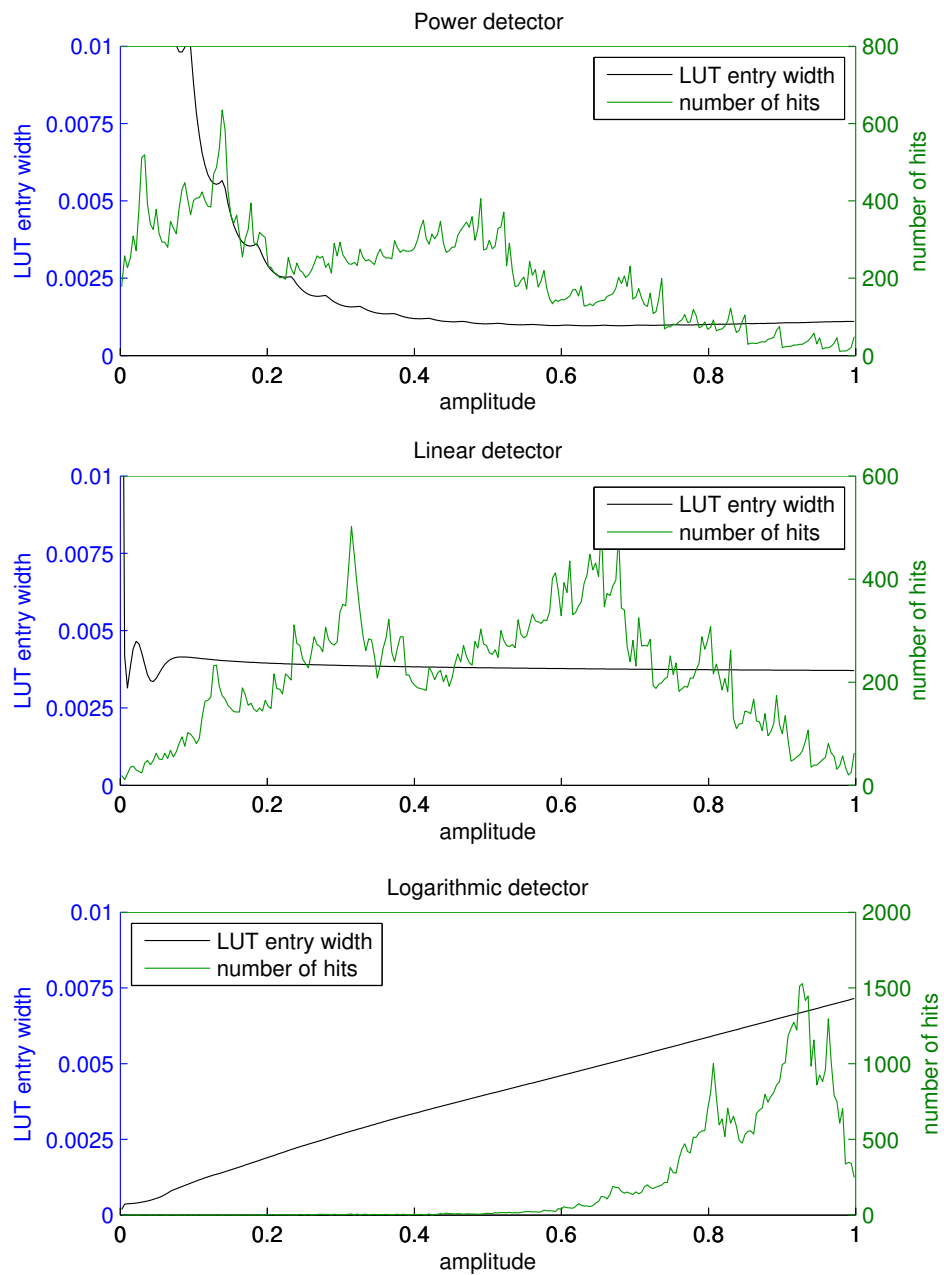 Power detector
0.01
0.0075
0.005
0.0025
0
LUT entry width
800
600
400
200
0
number of hits
LUT entry width
number of hits
0 0.2 0.4 0.6 0.8 1
amplitude
Linear detector
0.01
0.0075
0.005
0.0025
0
LUT entry width
600
400
200
0
number of hits
LUT entry width
number of hits
0 0.2 0.4 0.6 0.8 1
amplitude
Logarithmic detector
0.01
0.0075
0.005
0.0025
0
LUT entry width
2000
1500
1000
500
0
number of hits
LUT entry width
number of hits
0 0.2 0.4 0.6 0.8 1
amplitude